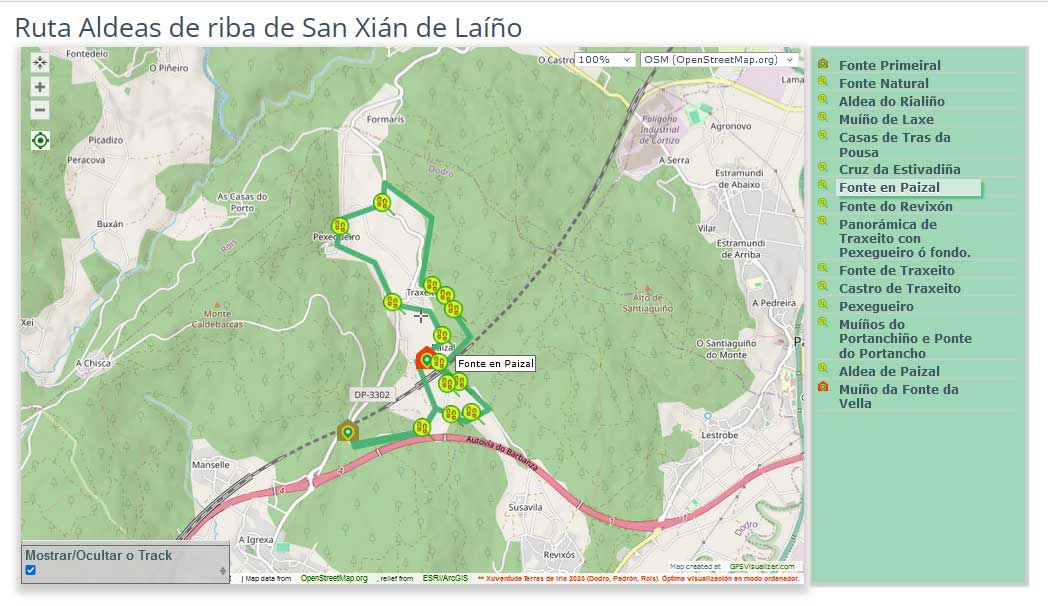 Ruta Aldeas de riba de San Xián de Laíño
Fontedelo
O Piñeiro
O Castro
100%
OSM (OpenStreetMap.org)
Lama
Formarís
Polígono
Industrial
de Cortizo
Agronovo
Picadizo
Peracova
A Serra
Dodro
Estramundi
de Abaixo
As Casas do
Porto
Buxán
Rois
Pexegueiro
Vilar
Estramundi
de Arriba
Traxeito
Alto de
Santiaguiño
A Pedreira
Monte
Caldebarcas
Xei
O Santiaguiño
do Monte
Pa
A Chisca
Paizal
Fonte en Paizal
DP-3302
Lestrobe
Autovía do Barbanza
Manselle
4
4
1
1
Susavila
Dodro
A Igrexa
Revixós
Mostrar/Ocultar o Track
Map created at GPSVisualizer.com
| Map data from OpenStreetMap.org , relief from ESRI/ArcGIS ** Xuventude Terras de Iria 2023 (Dodro, Padrón, Rois). Óptima visualización en modo ordenador.
Fonte Primeiral
Fonte Natural
Aldea do Rialiño
Muíño de Laxe
Casas de Tras da
Pousa
Cruz da Estivadiña
Fonte en Paizal
Fonte do Revixón
Panorámica de
Traxeito con
Pexegueiro ó fondo.
Fonte de Traxeito
Castro de Traxeito
Pexegueiro
Muíños do
Portanchiño e Ponte
do Portancho
Aldea de Paizal
Muíño da Fonte da
Vella